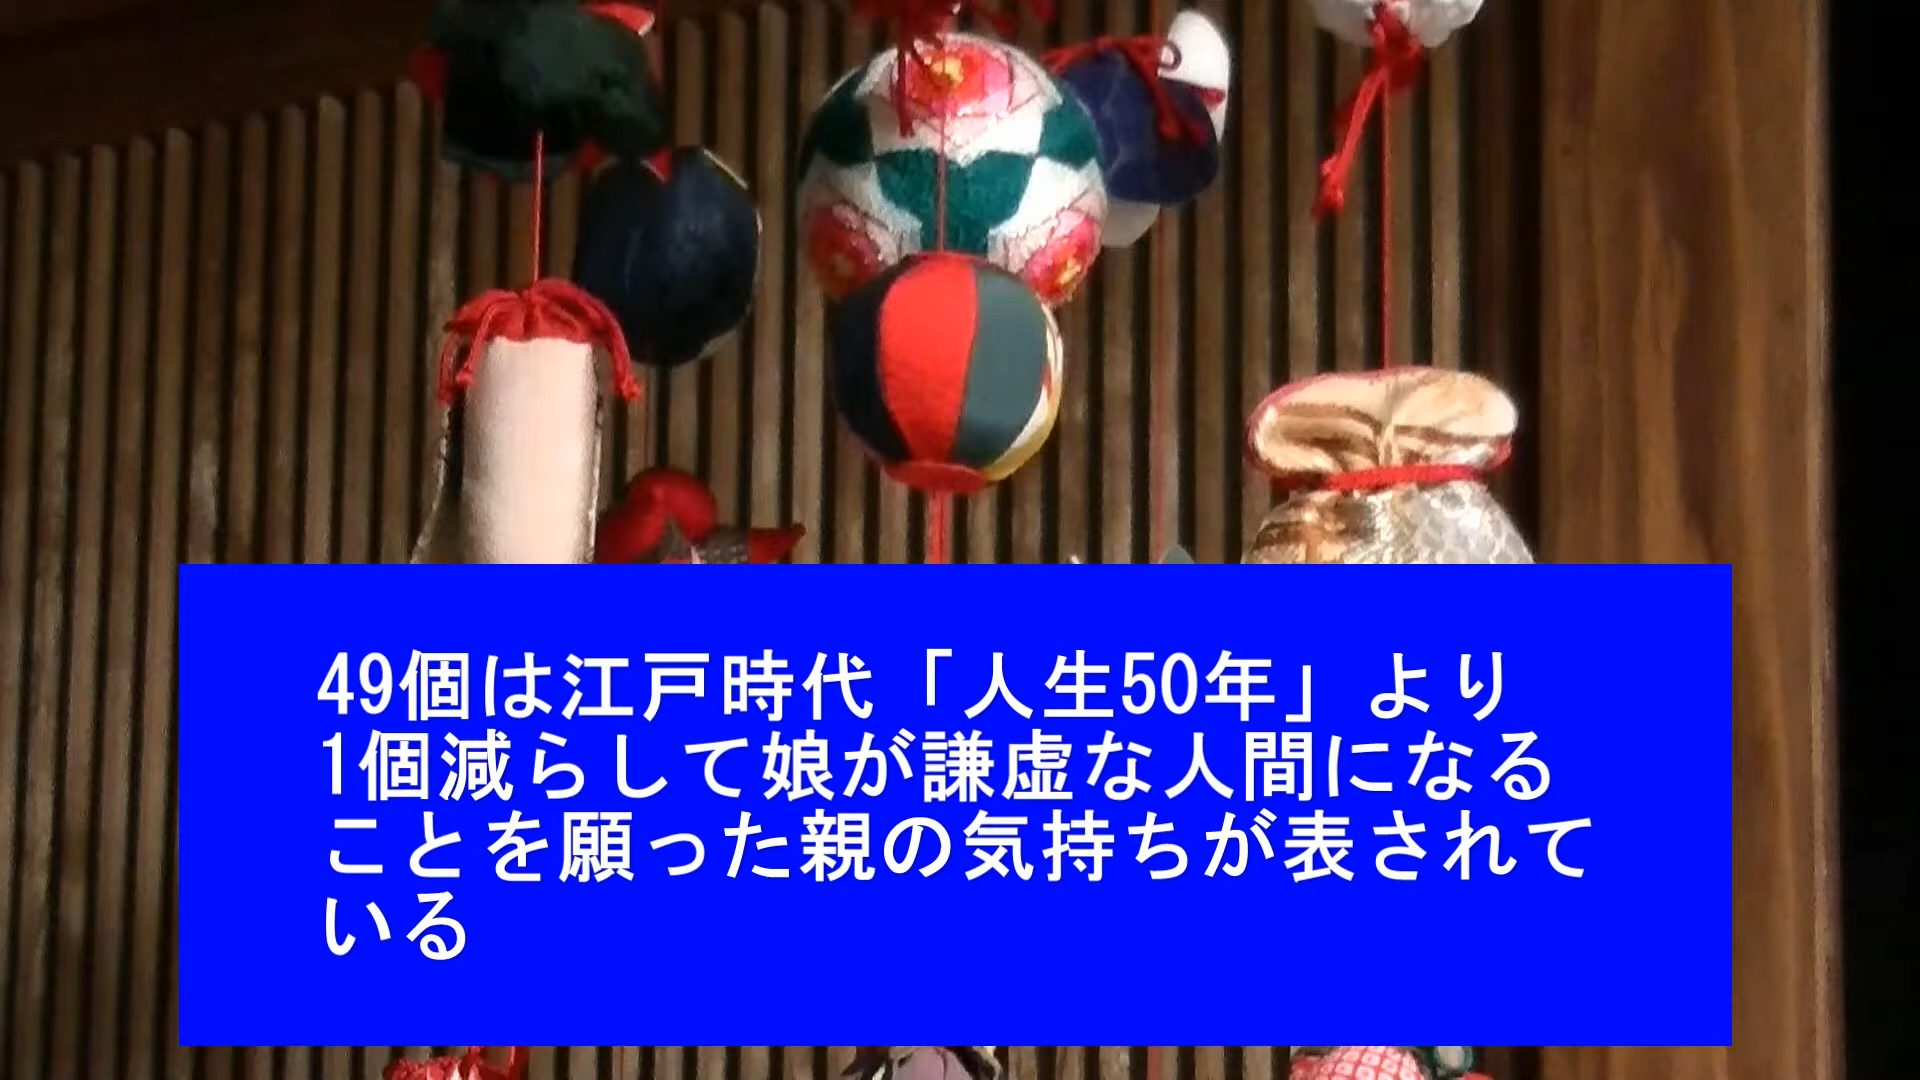 49個は江戸時代「人生50年」より
1個減らして娘が謙虚な人間になる
ことを願った親の気持ちが表されて
いる